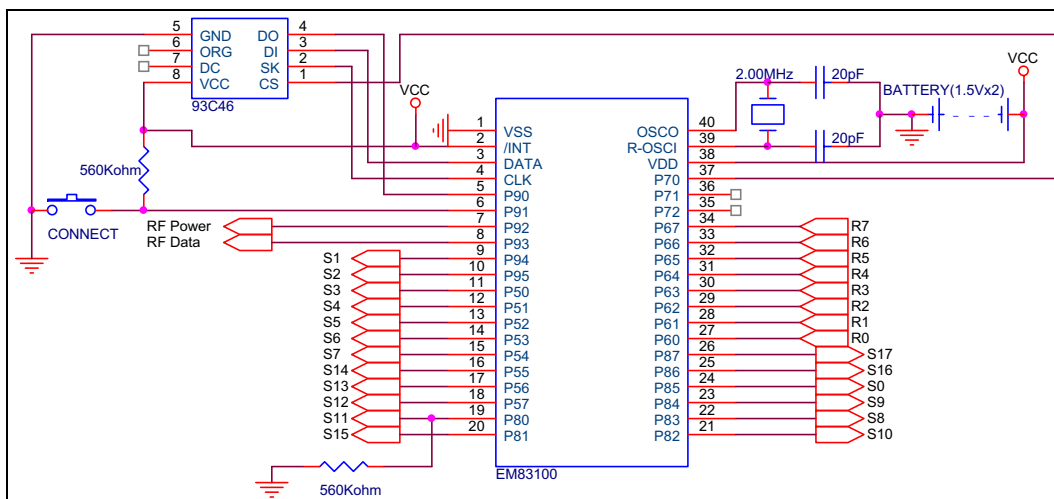 5 GND DO 4
6 ORG DI 3
7 DC SK 2
8 VCC CS 1
93C46
VCC
2.00MHz
20pF
VCC
BATTERY(1.5Vx2)
20pF
560Kohm
CONNECT
RF Power
RF Data
1 VSS OSCO 40
2 /INT R-OSCI 39
3 DATA VDD 38
4 CLK P70 37
5 P90 P71 36
6 P91 P72 35
7 P92 P67 34 R7
8 P93 P66 33 R6
S1 9 P94 P65 32 R5
S2 10 P95 P64 31 R4
S3 11 P50 P63 30 R3
S4 12 P51 P62 29 R2
S5 13 P52 P61 28 R1
S6 14 P53 P60 27 R0
S7 15 P54 P87 26 S17
S14 16 P55 P86 25 S16
S13 17 P56 P85 24 S0
S12 18 P57 P84 23 S9
S11 19 P80 P83 22 S8
S15 20 P81 P82 21 S10
EM83100
560Kohm